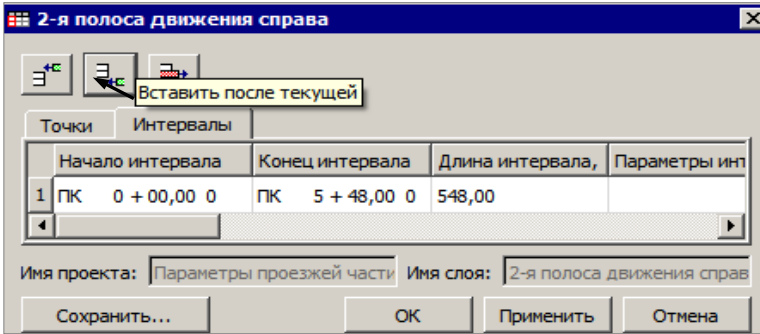 2-я полоса движения справа
Вставить после текущей
Точки Интервалы
Начало интервала Конец интервала Длина интервала, Параметры инт
1 ПК 0 + 00,00 0 ПК 5 + 48,00 0 548,00
Имя проекта: Параметры проезжей части Имя слоя: 2-я полоса движения справ
Сохранить... ОК Применить Отмена